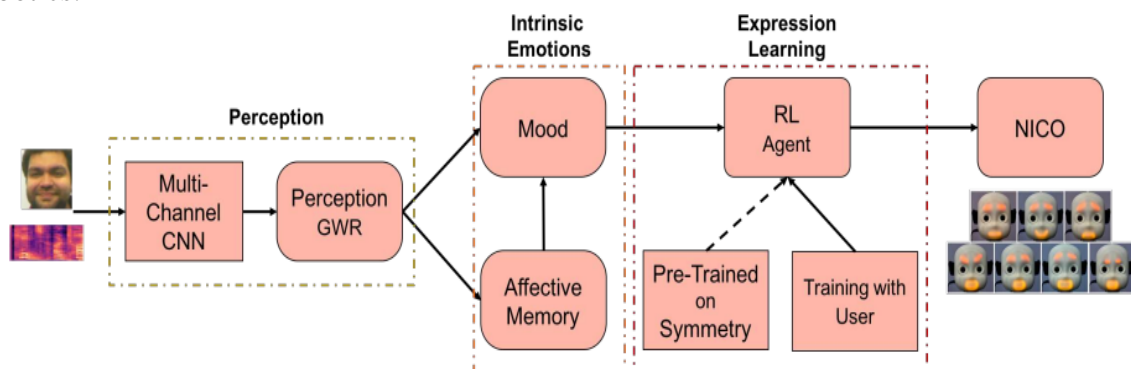 Intrinsic
Emotions
Expression
Learning
Perception
Multi-
Channel
CNN
Perception
GWR
Mood
Affective
Memory
RL
Agent
Pre-Trained
on
Symmetry
Training with
User
NICO